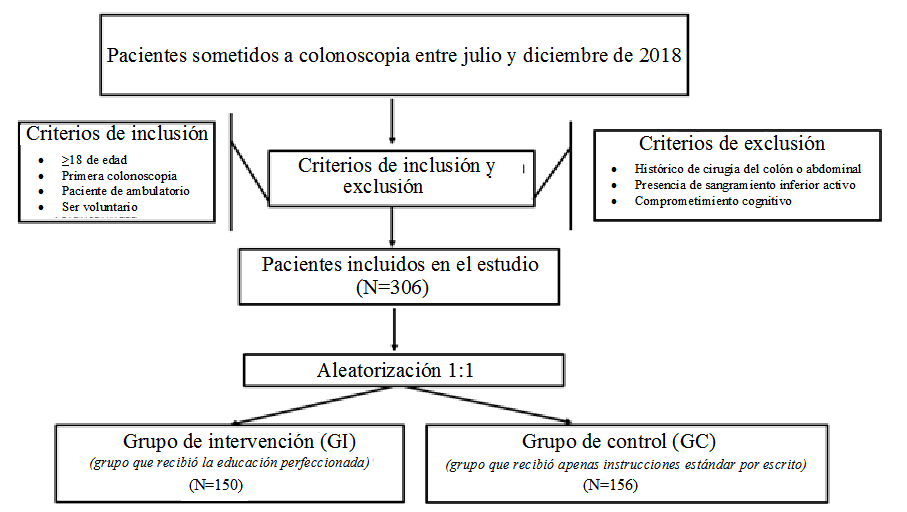 Pacientes sometidos a colonoscopia entre julio y diciembre de 2018
Criterios de inclusión
• ≥18 de edad
• Primera colonoscopia
• Paciente de ambulatorio
• Ser voluntario
Criterios de inclusión y
exclusión
Criterios de exclusión
• Histórico de cirugía del colón o abdominal
• Presencia de sangramiento inferior activo
• Comprometimiento cognitivo
Pacientes incluidos en el estudio
(N=306)
Aleatorización 1:1
Grupo de intervención (GI)
(grupo que recibió la educación perfeccionada)
(N=150)
Grupo de control (GC)
(grupo que recibió apenas instrucciones estándar por escrito)
(N=156)